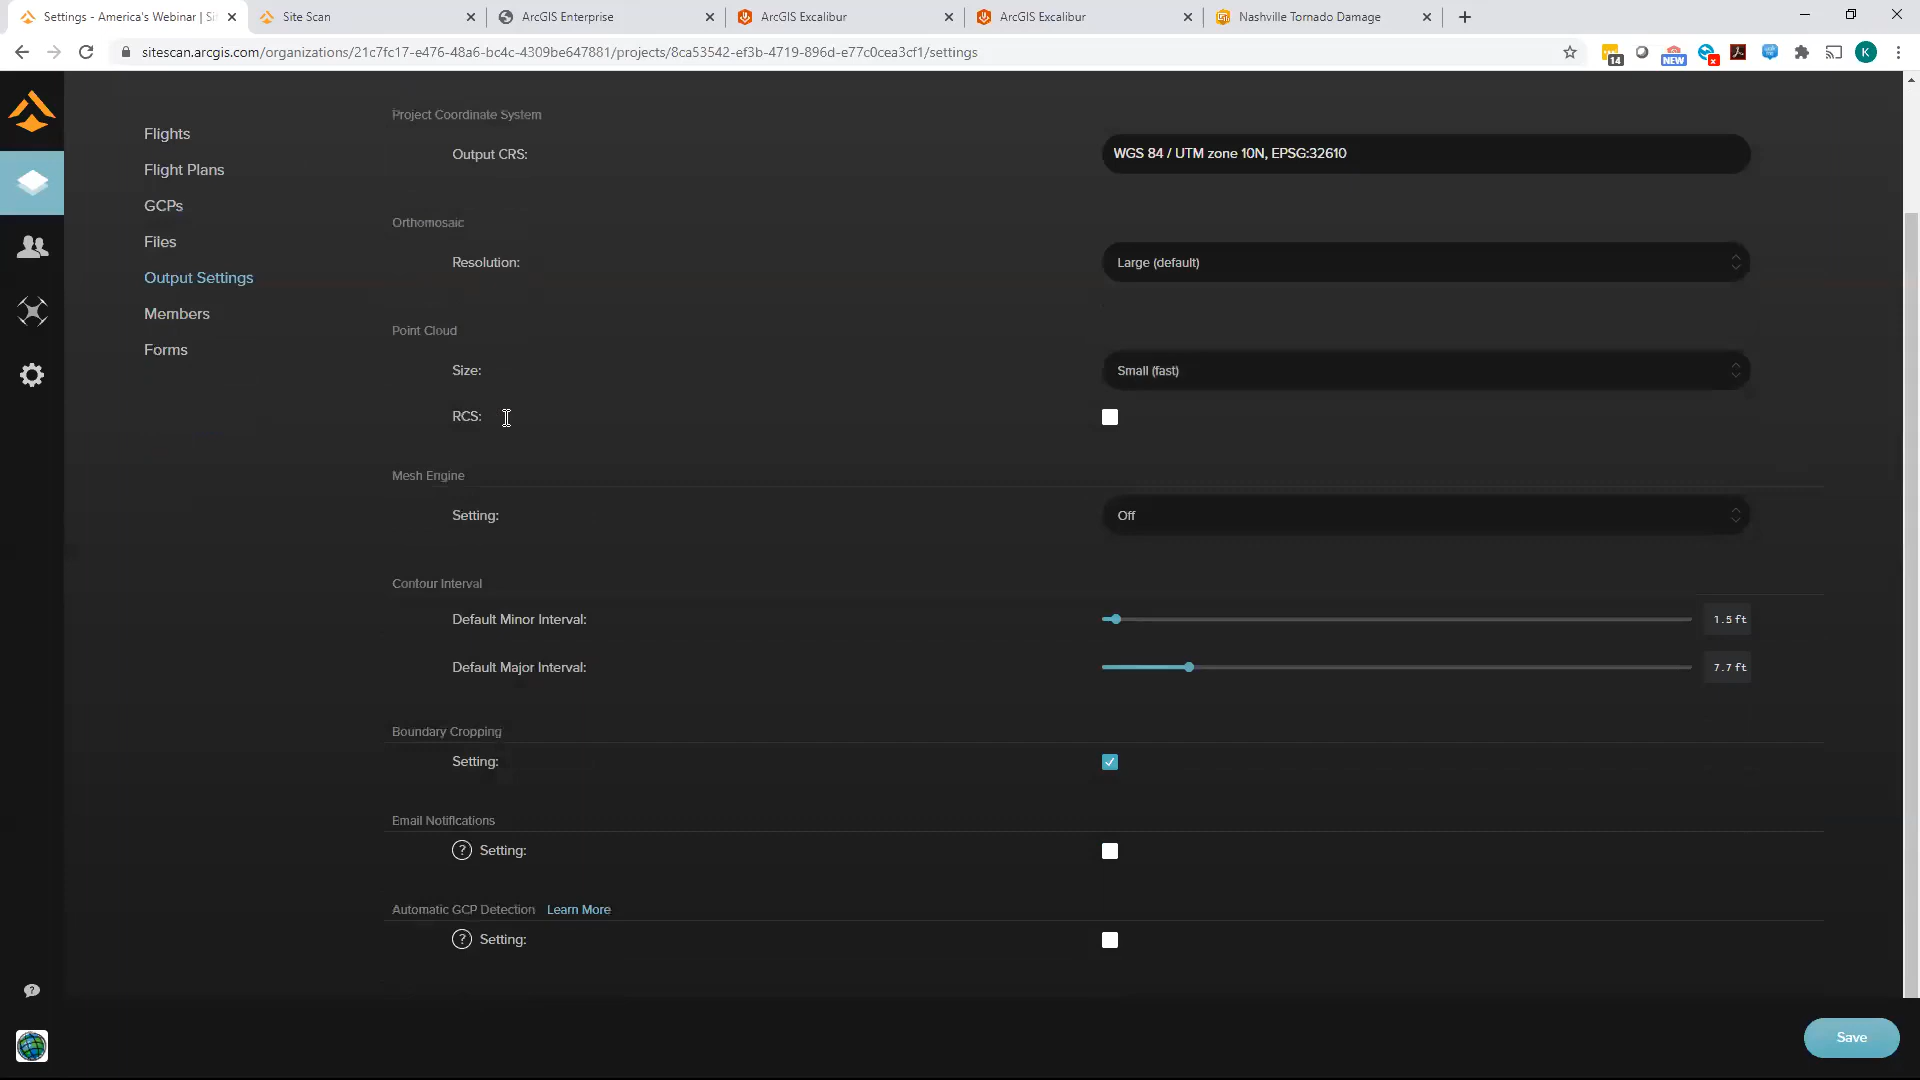 Settings - America's Webinar | Si
Site Scan
ArcGIS Enterprise
ArcGIS Excalibur
ArcGIS Excalibur
Nashville Tornado Damage
sitescan.arcgis.com/organizations/21c7fc17-e476-48a6-bc4c-4309be647881/projects/8ca53542-ef3b-4719-896d-e77c0cea3cf1/settings
14
NEW
K
Flights
Flight Plans
GCPs
Files
Output Settings
Members
Forms
Project Coordinate System
Output CRS:
WGS 84 / UTM zone 10N, EPSG:32610
Orthomosaic
Resolution:
Large (default)
Point Cloud
Size:
Small (fast)
RCS:
Mesh Engine
Setting:
Off
Contour Interval
Default Minor Interval:
1.5 ft
Default Major Interval:
7.7 ft
Boundary Cropping
Setting:
Email Notifications
? Setting:
Automatic GCP Detection Learn More
? Setting:
?
Save